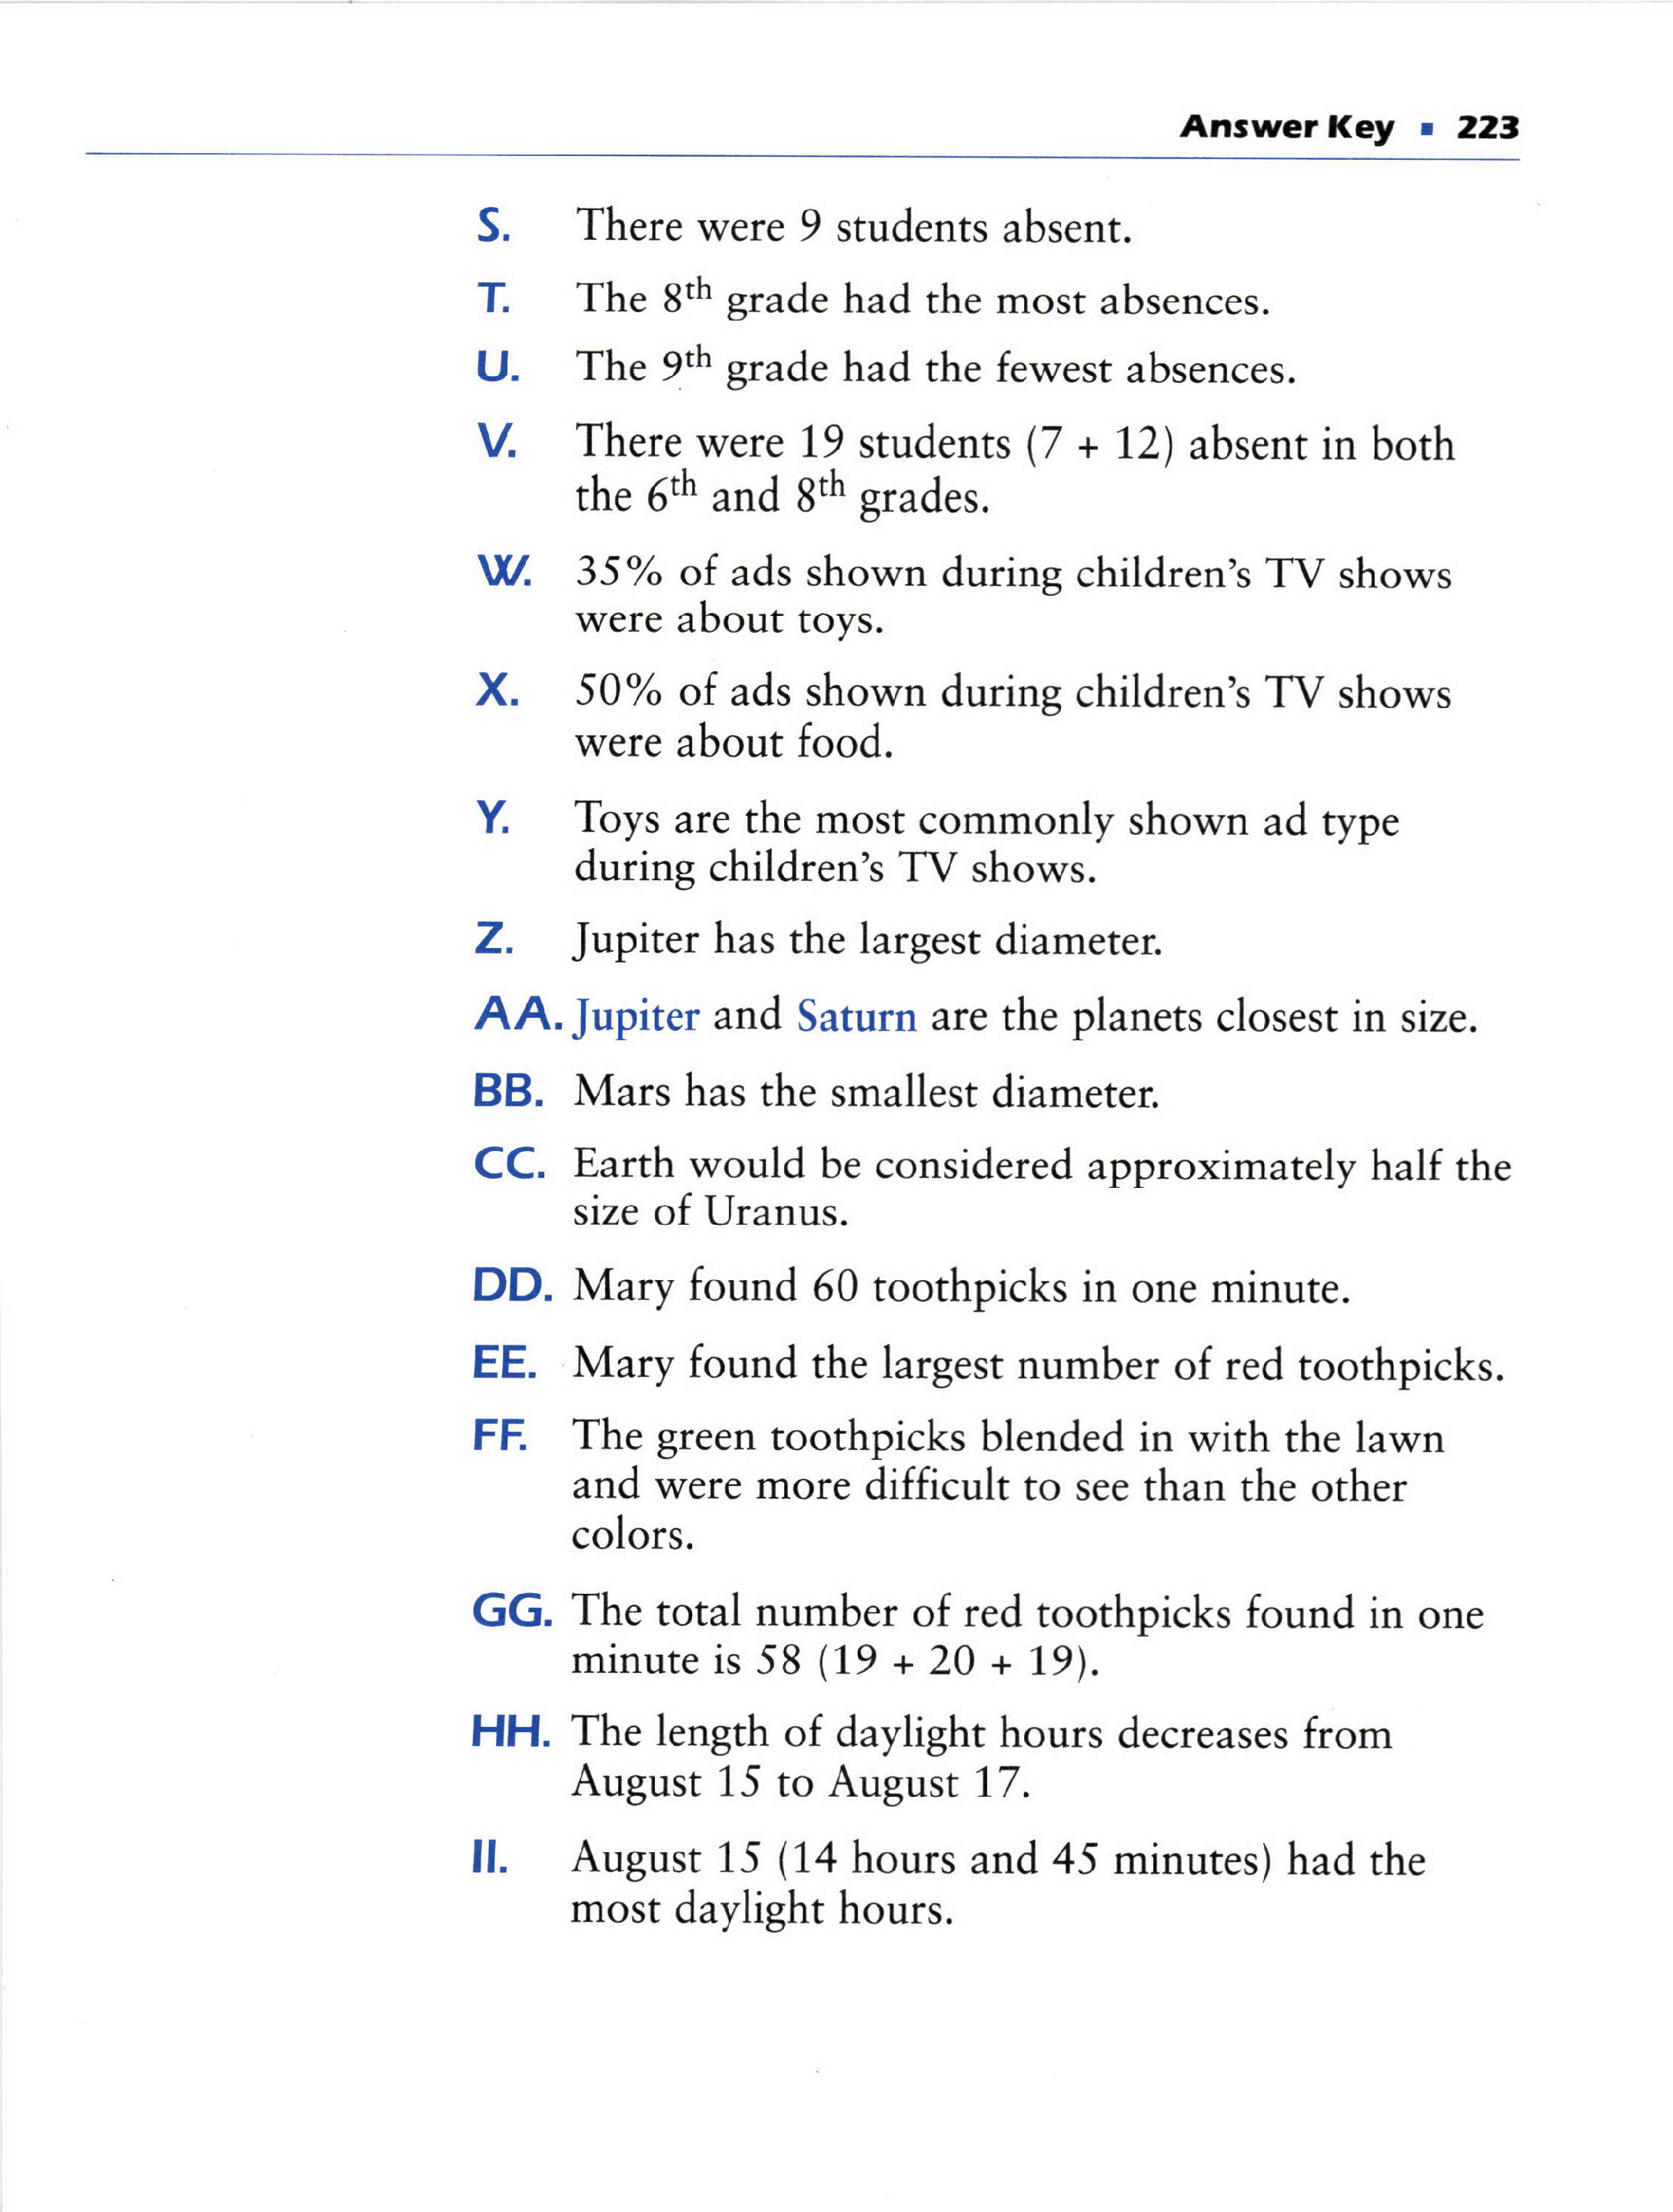 Answer Key ▪ 223
S. There were 9 students absent.
T. The 8th grade had the most absences.
U. The 9th grade had the fewest absences.
V. There were 19 students (7 + 12) absent in both
the 6th and 8th grades.
W. 35% of ads shown during children’s TV shows
were about toys.
X. 50% of ads shown during children’s TV shows
were about food.
Y. Toys are the most commonly shown ad type
during children’s TV shows.
Z. Jupiter has the largest diameter.
AA. Jupiter and Saturn are the planets closest in size.
BB. Mars has the smallest diameter.
CC. Earth would be considered approximately half the
size of Uranus.
DD. Mary found 60 toothpicks in one minute.
EE. Mary found the largest number of red toothpicks.
FF. The green toothpicks blended in with the lawn
and were more difficult to see than the other
colors.
GG. The total number of red toothpicks found in one
minute is 58 (19 + 20 + 19).
HH. The length of daylight hours decreases from
August 15 to August 17.
II. August 15 (14 hours and 45 minutes) had the
most daylight hours.